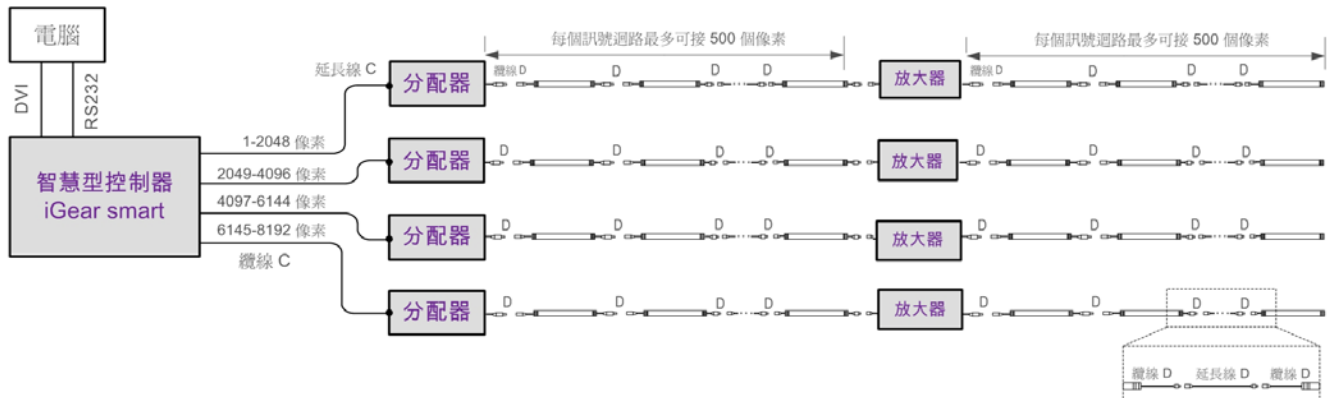 電腦
DVI
RS232
智慧型控制器
iGear smart
1-2048 像素
2049-4096 像素
4097-6144 像素
6145-8192 像素
延長線 C
纜線 C
每個訊號迴路最多可接 500 個像素
每個訊號迴路最多可接 500 個像素
分配器
纜線 D
D
D
D
放大器
纜線 D
D
D
D
分配器
D
D
D
D
放大器
D
D
D
D
分配器
D
D
D
D
放大器
D
D
D
D
分配器
D
D
D
D
放大器
D
D
D
D
纜線 D
延長線 D
纜線 D